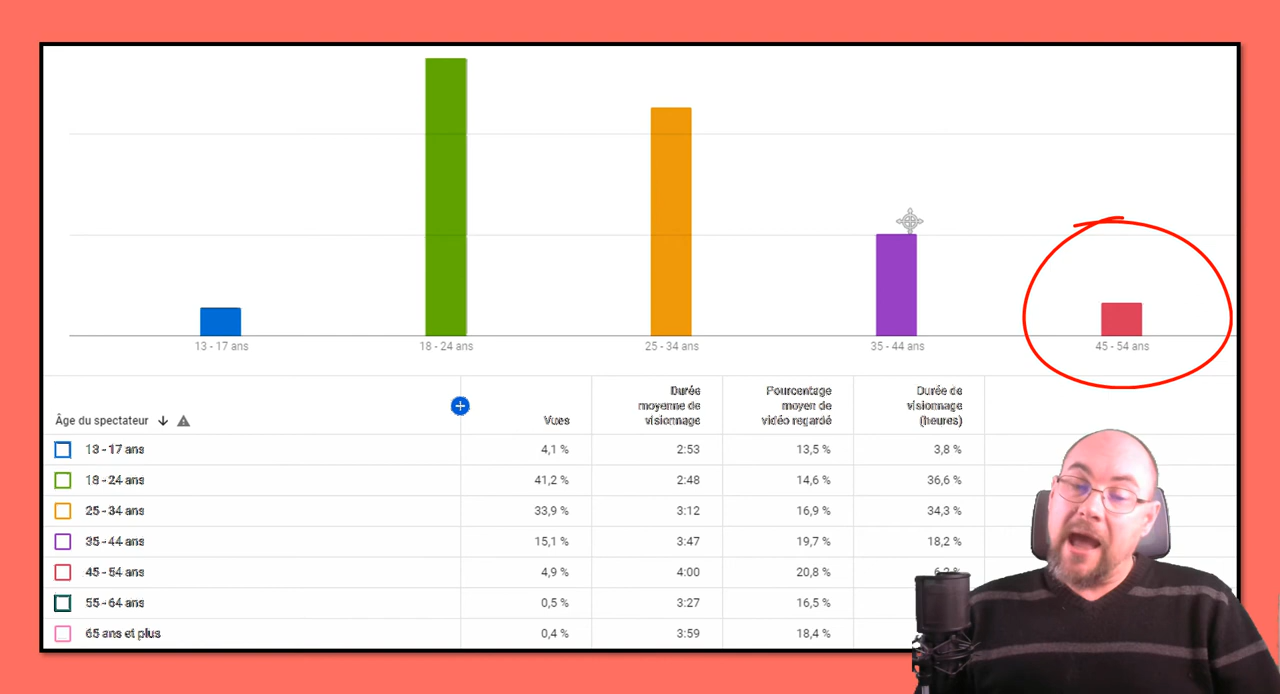 13 - 17 ans
18 - 24 ans
25 - 34 ans
35 - 44 ans
45 - 54 ans
Âge du spectateur
Vues
Durée
moyenne de
visionnage
Pourcentage
moyen de
vidéo regardé
Durée de
visionnage
(heures)
13 - 17 ans 4,1 % 2:53 13,5 % 3,8 %
18 - 24 ans 41,2 % 2:48 14,6 % 36,6 %
25 - 34 ans 33,9 % 3:12 16,9 % 34,3 %
35 - 44 ans 15,1 % 3:47 19,7 % 18,2 %
45 - 54 ans 4,9 % 4:00 20,8 %
55 - 64 ans 0,5 % 3:27 16,5 %
65 ans et plus 0,4 % 3:59 18,4 %